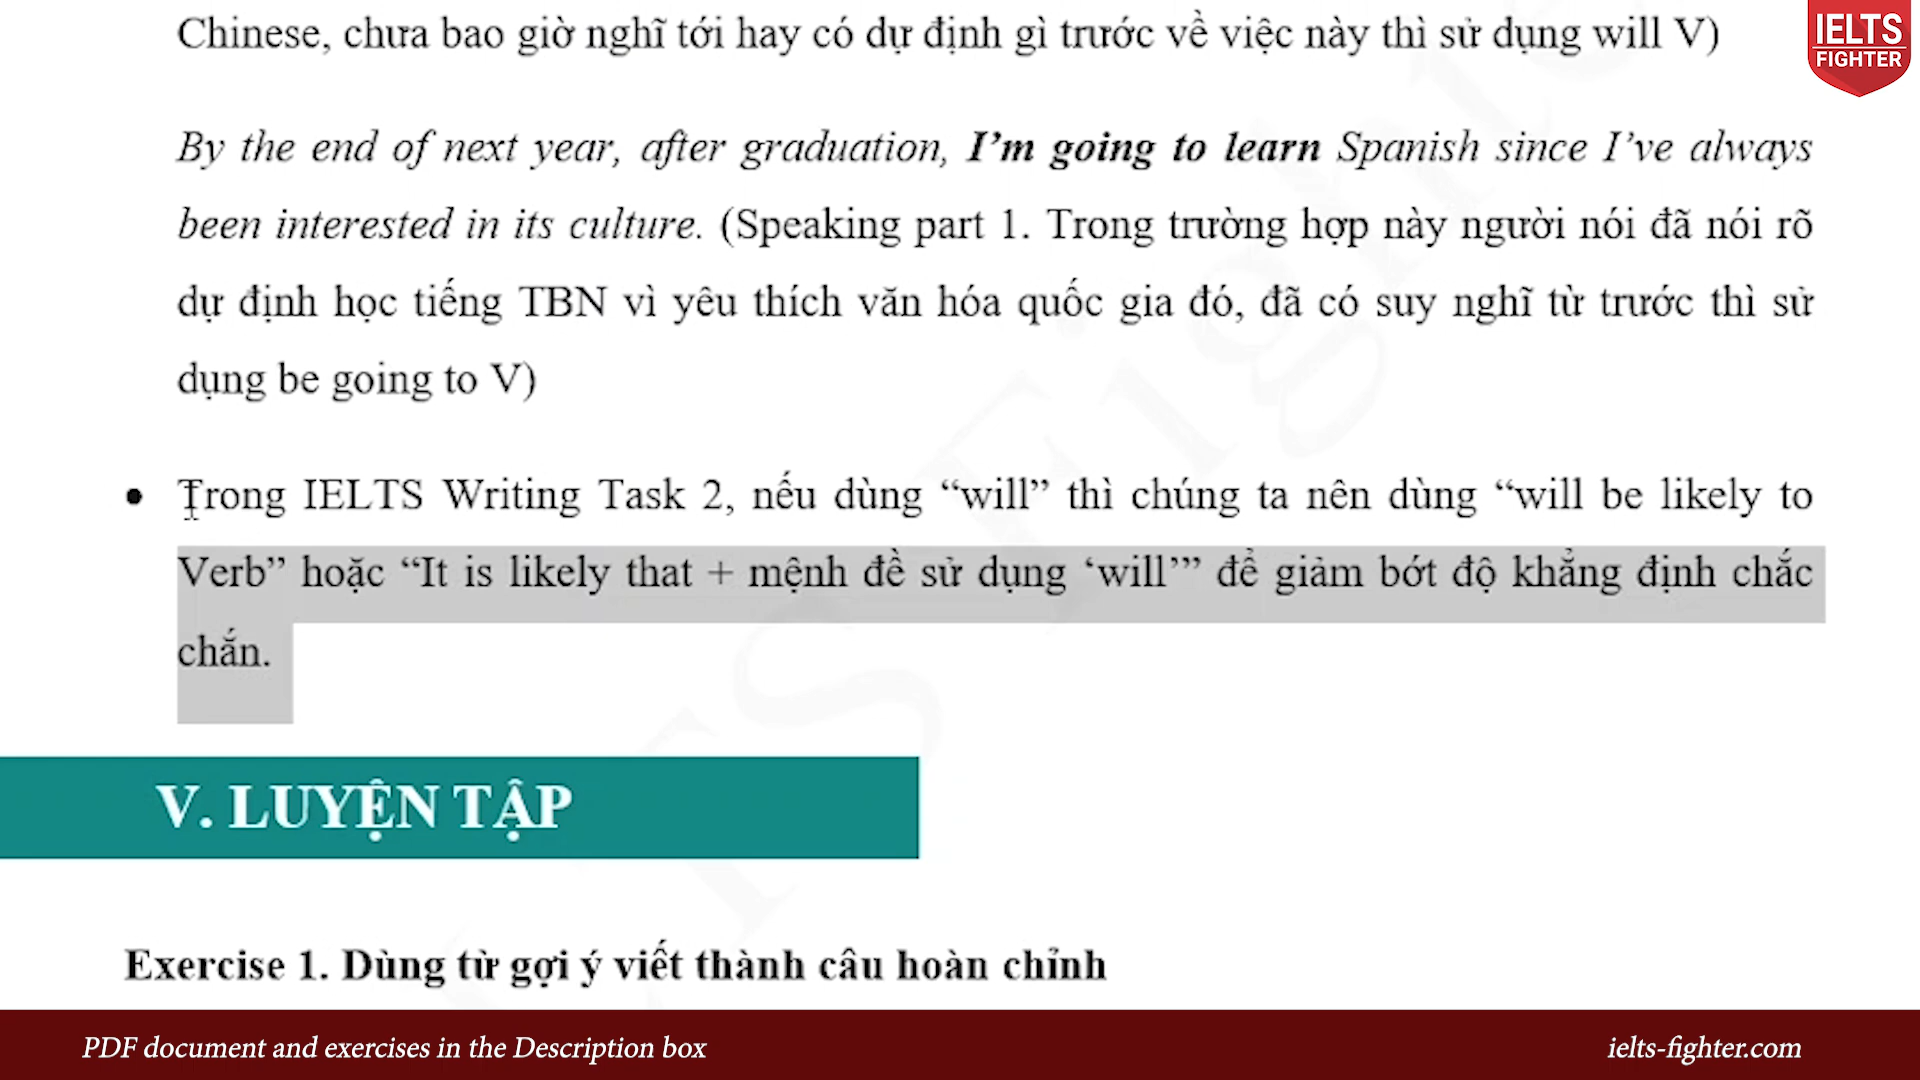 Chinese, chưa bao giờ nghĩ tới hay có dự định gì trước về việc này thì sử dụng will V)
IELTS
FIGHTER
By the end of next year, after graduation, I’m going to learn Spanish since I’ve always
been interested in its culture. (Speaking part 1. Trong trường hợp này người nói đã nói rõ
dự định học tiếng TBN vì yêu thích văn hóa quốc gia đó, đã có suy nghĩ từ trước thì sử
dụng be going to V)
• Trong IELTS Writing Task 2, nếu dùng “will” thì chúng ta nên dùng “will be likely to
Verb” hoặc “It is likely that + mệnh đề sử dụng ‘will’” để giảm bớt độ khẳng định chắc
chắn.
V. LUYỆN TẬP
Exercise 1. Dùng từ gợi ý viết thành câu hoàn chỉnh
PDF document and exercises in the Description box
ielts-fighter.com